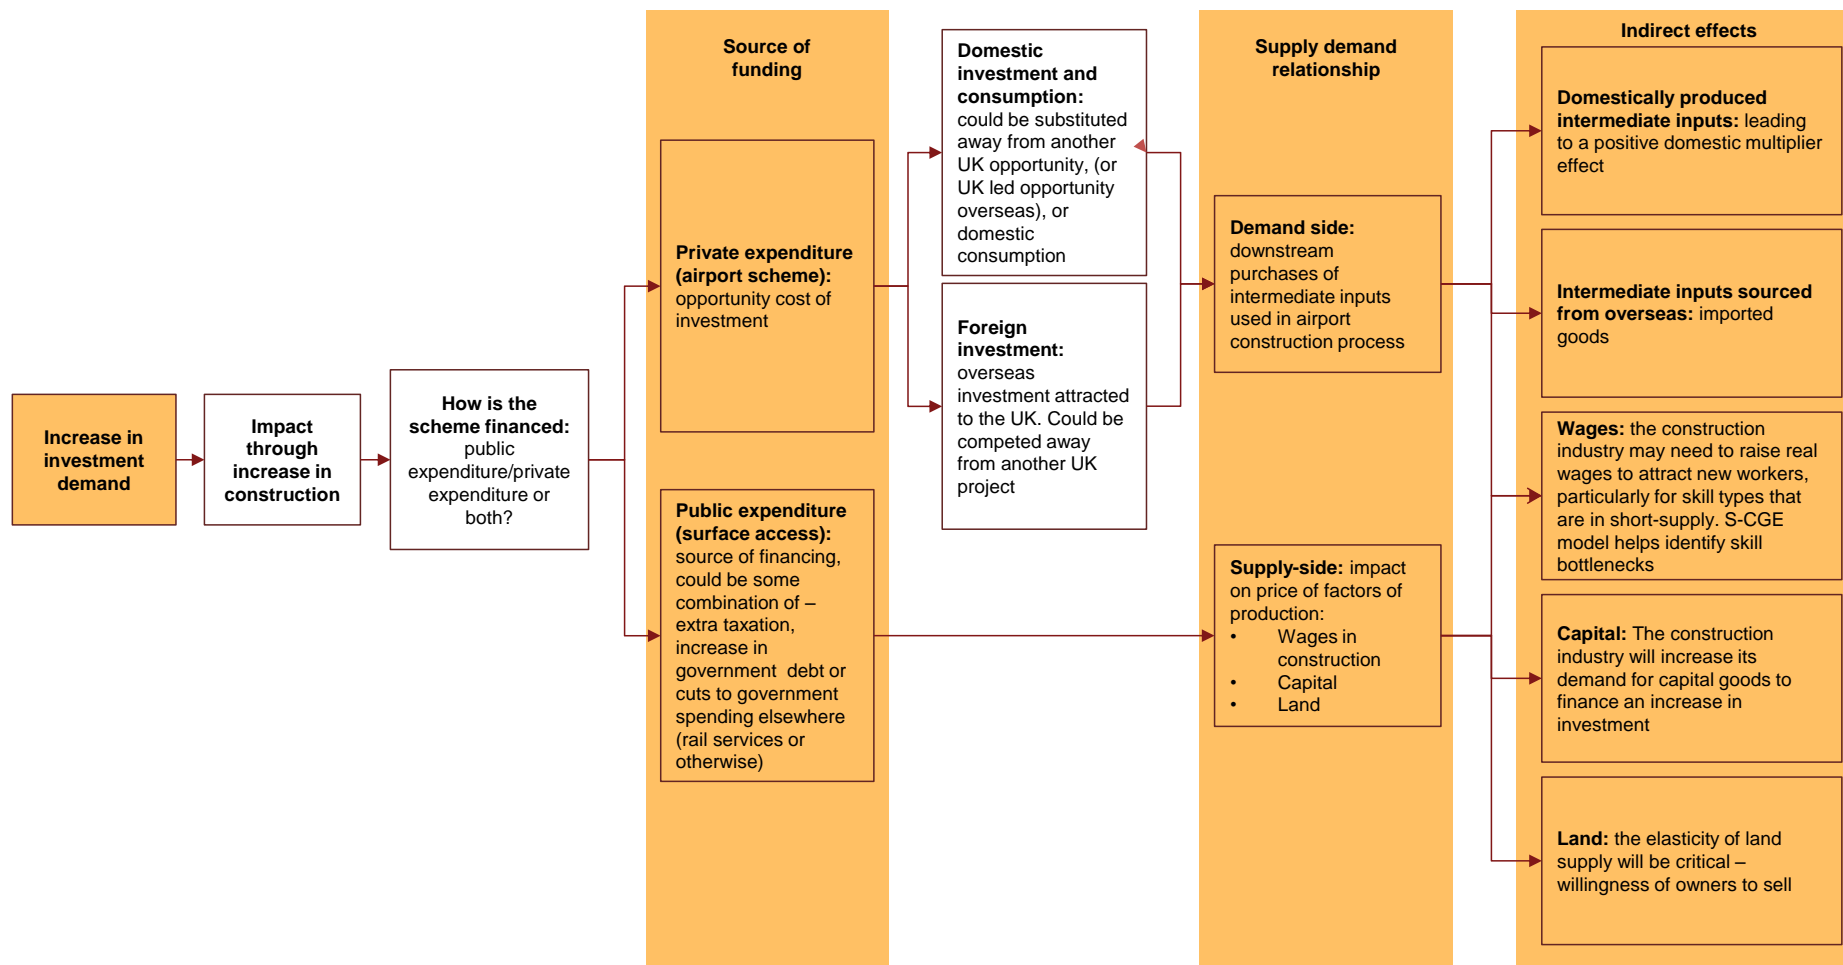 Increase in
investment
demand
Impact
through
increase in
construction
How is the
scheme financed:
public
expenditure/private
expenditure or
both?
Source of
funding
Private expenditure
(airport scheme):
opportunity cost of
investment
Public expenditure
(surface access):
source of financing,
could be some
combination of –
extra taxation,
increase in
government debt or
cuts to government
spending elsewhere
(rail services or
otherwise)
Domestic
investment and
consumption:
could be substituted
away from another
UK opportunity, (or
UK led opportunity
overseas), or
domestic
consumption
Foreign
investment:
overseas
investment attracted
to the UK. Could be
competed away
from another UK
project
Supply demand
relationship
Demand side:
downstream
purchases of
intermediate inputs
used in airport
construction process
Supply-side: impact
on price of factors of
production:
• Wages in
construction
• Capital
• Land
Indirect effects
Domestically produced
intermediate inputs: leading
to a positive domestic multiplier
effect
Intermediate inputs sourced
from overseas: imported
goods
Wages: the construction
industry may need to raise real
wages to attract new workers,
particularly for skill types that
are in short-supply. S-CGE
model helps identify skill
bottlenecks
Capital: The construction
industry will increase its
demand for capital goods to
finance an increase in
investment
Land: the elasticity of land
supply will be critical –
willingness of owners to sell